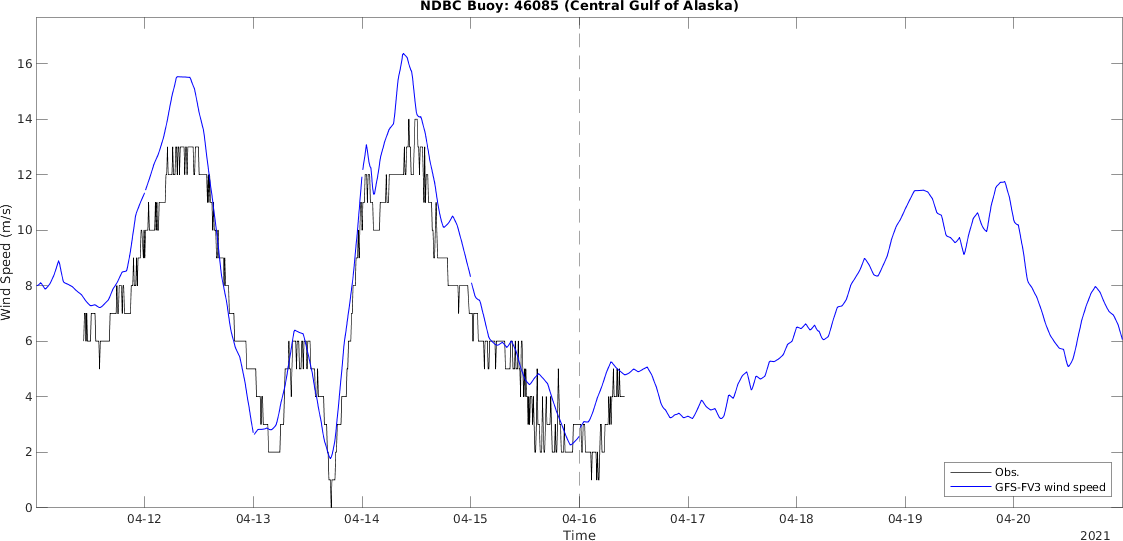 NDBC Buoy: 46085 (Central Gulf of Alaska)
Wind Speed (m/s)
16
14
12
10
8
6
4
2
0
04-12 04-13 04-14 04-15 04-16 04-17 04-18 04-19 04-20
Time
2021
Obs.
GFS-FV3 wind speed